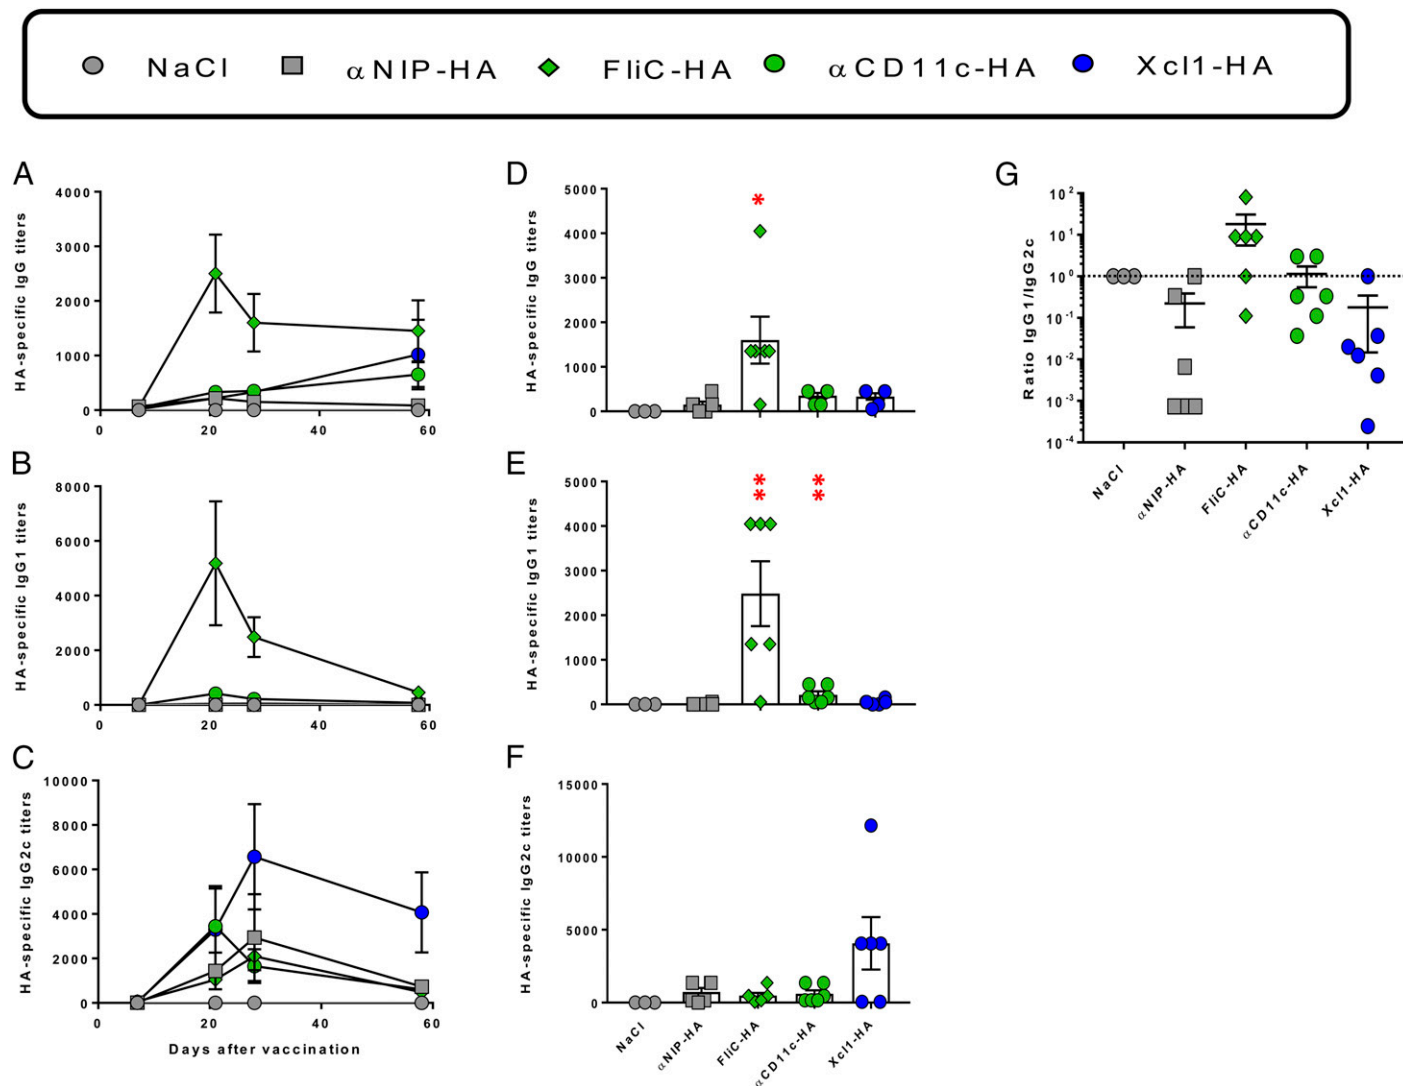 NaCl αNIP-HA FliC-HA αCD11c-HA Xcl1-HA
A
HA-specific IgG titers
4000
3000
2000
1000
0
0 20 40 60
B
HA-specific IgG1 titers
8000
6000
4000
2000
0
0 20 40 60
C
HA-specific IgG2c titers
10000
8000
6000
4000
2000
0
0 20 40 60
Days after vaccination
D
HA-specific IgG titers
5000
4000
3000
2000
1000
0
*
E
HA-specific IgG1 titers
5000
4000
3000
2000
1000
0
**
**
F
HA-specific IgG2c titers
15000
10000
5000
0
NaCl
αNIP-HA
FliC-HA
αCD11c-HA
Xcl1-HA
G
Ratio IgG1/IgG2c
10²
10¹
10⁰
10⁻¹
10⁻²
10⁻³
10⁻⁴
NaCl
αNIP-HA
FliC-HA
αCD11c-HA
Xcl1-HA